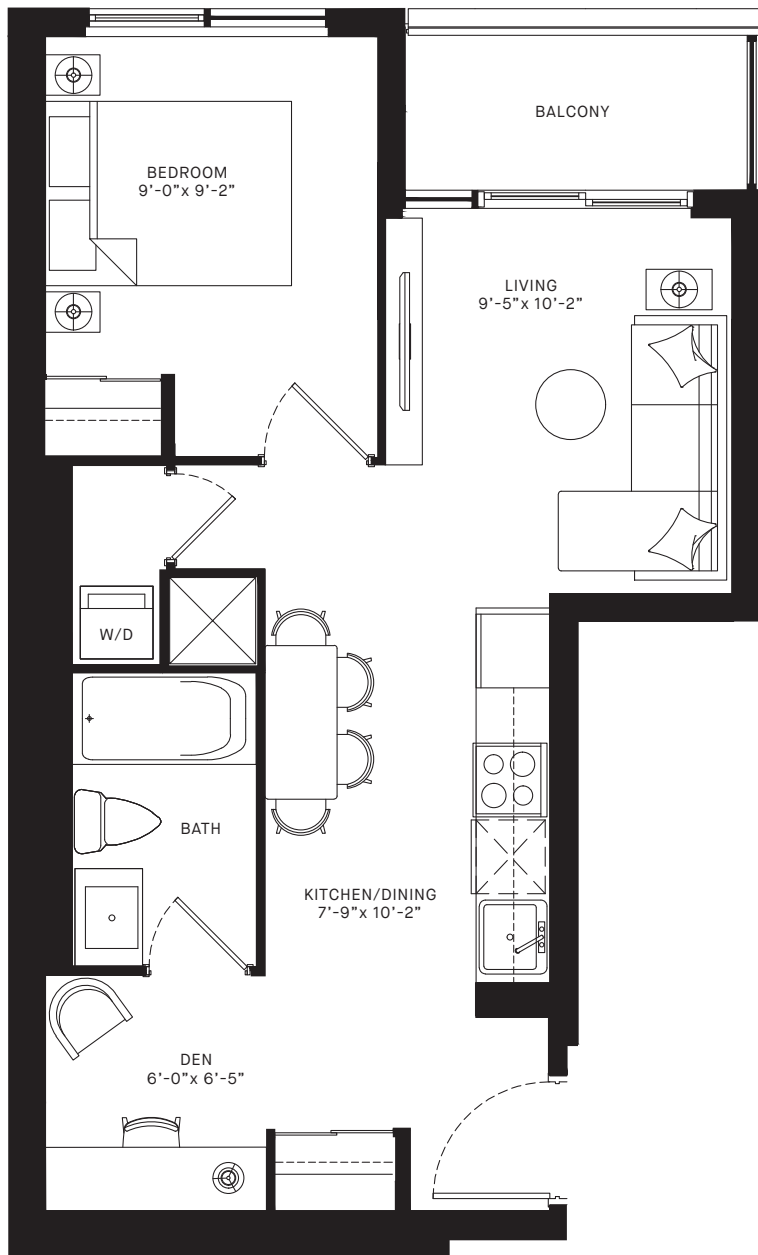 BALCONY
BEDROOM
9’-0”x 9’-2”
LIVING
9’-5”x 10’-2”
W/D
BATH
KITCHEN/DINING
7’-9”x 10’-2”
DEN
6’-0”x 6’-5”